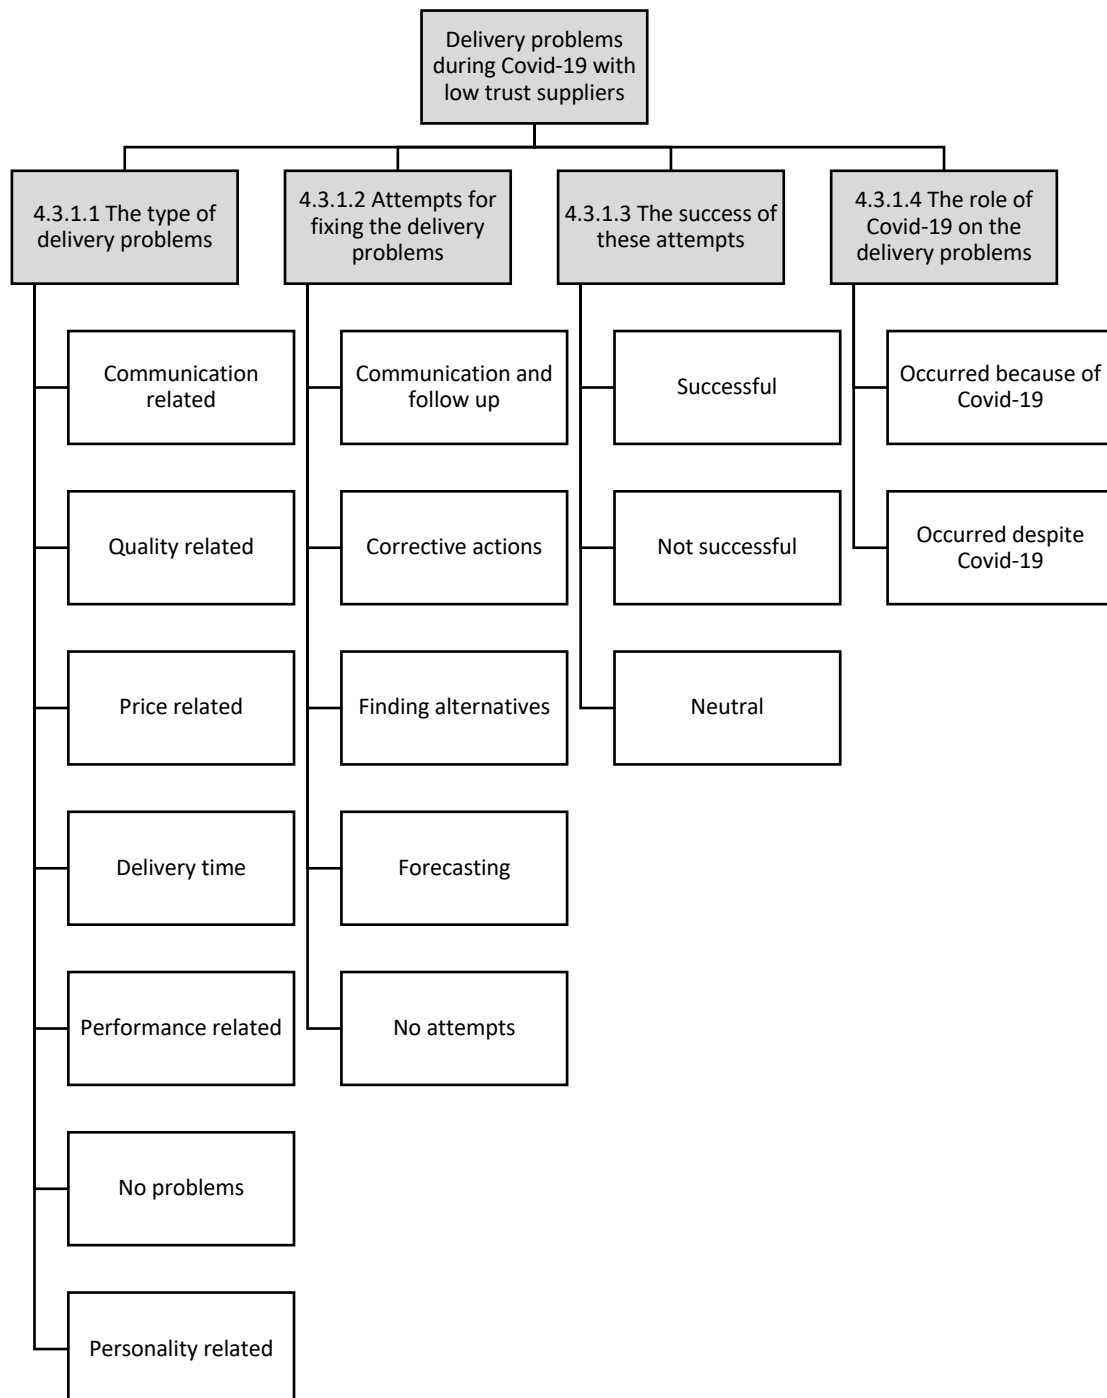 Delivery problems
during Covid-19 with
low trust suppliers
4.3.1.1 The type of
delivery problems
4.3.1.2 Attempts for
fixing the delivery
problems
4.3.1.3 The success of
these attempts
4.3.1.4 The role of
Covid-19 on the
delivery problems
Communication
related
Quality related
Price related
Delivery time
Performance related
No problems
Personality related
Communication and
follow up
Corrective actions
Finding alternatives
Forecasting
No attempts
Successful
Not successful
Neutral
Occurred because of
Covid-19
Occurred despite
Covid-19